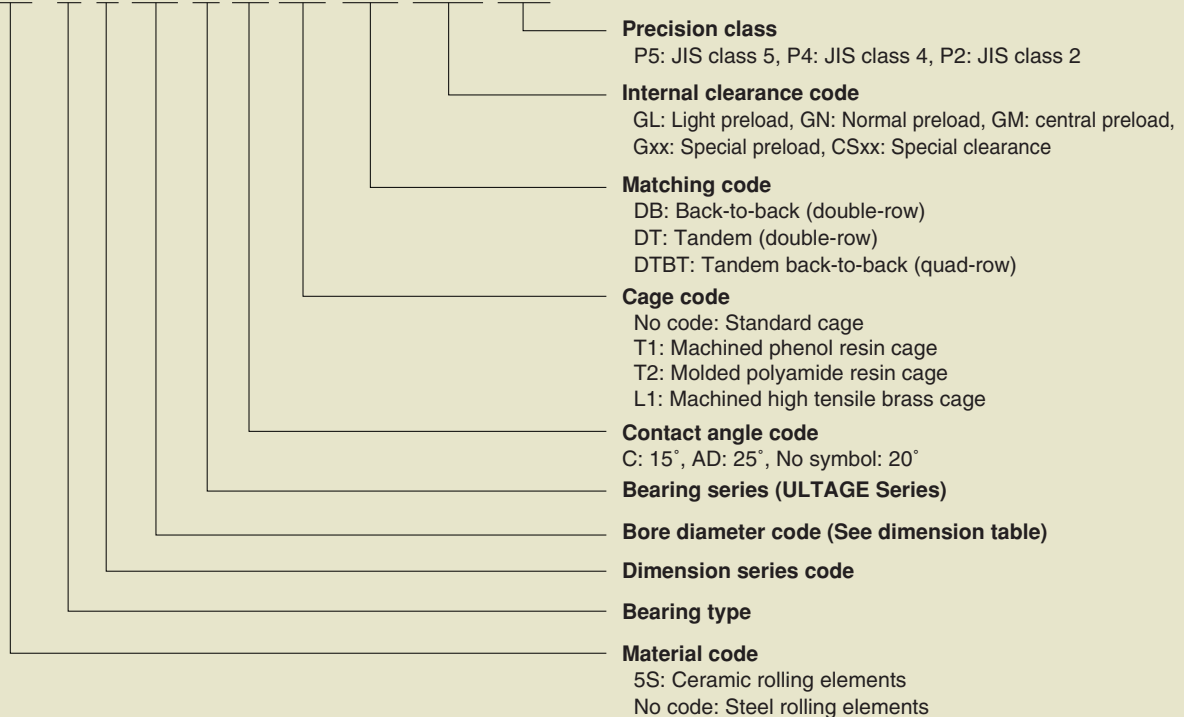 Precision class
P5: JIS class 5, P4: JIS class 4, P2: JIS class 2
Internal clearance code
GL: Light preload, GN: Normal preload, GM: central preload,
Gxx: Special preload, CSxx: Special clearance
Matching code
DB: Back-to-back (double-row)
DT: Tandem (double-row)
DTBT: Tandem back-to-back (quad-row)
Cage code
No code: Standard cage
T1: Machined phenol resin cage
T2: Molded polyamide resin cage
L1: Machined high tensile brass cage
Contact angle code
C: 15˚, AD: 25˚, No symbol: 20˚
Bearing series (ULTAGE Series)
Bore diameter code (See dimension table)
Dimension series code
Bearing type
Material code
5S: Ceramic rolling elements
No code: Steel rolling elements